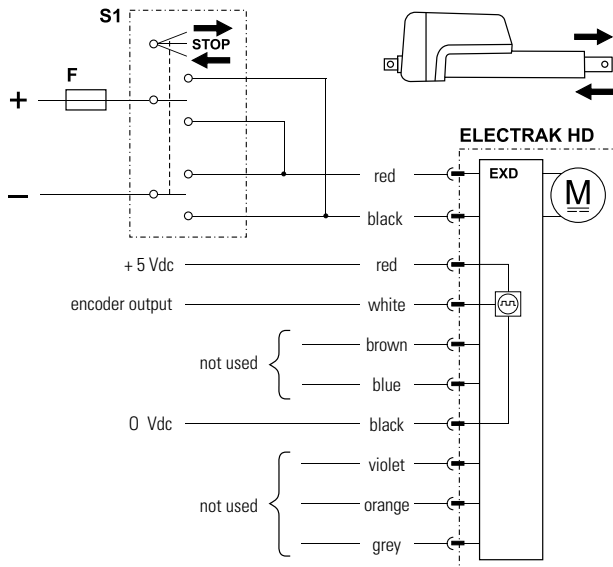 S1
STOP
F
+
–
ELECTRAK HD
EXD
M
red
black
+ 5 Vdc
red
encoder output
white
not used
brown
blue
0 Vdc
black
not used
violet
orange
grey